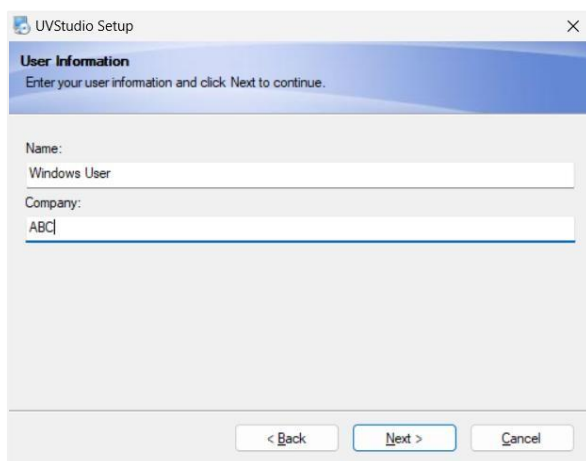 UVStudio Setup
User Information
Enter your user information and click Next to continue.
Name:
Windows User
Company:
ABC
< Back Next > Cancel